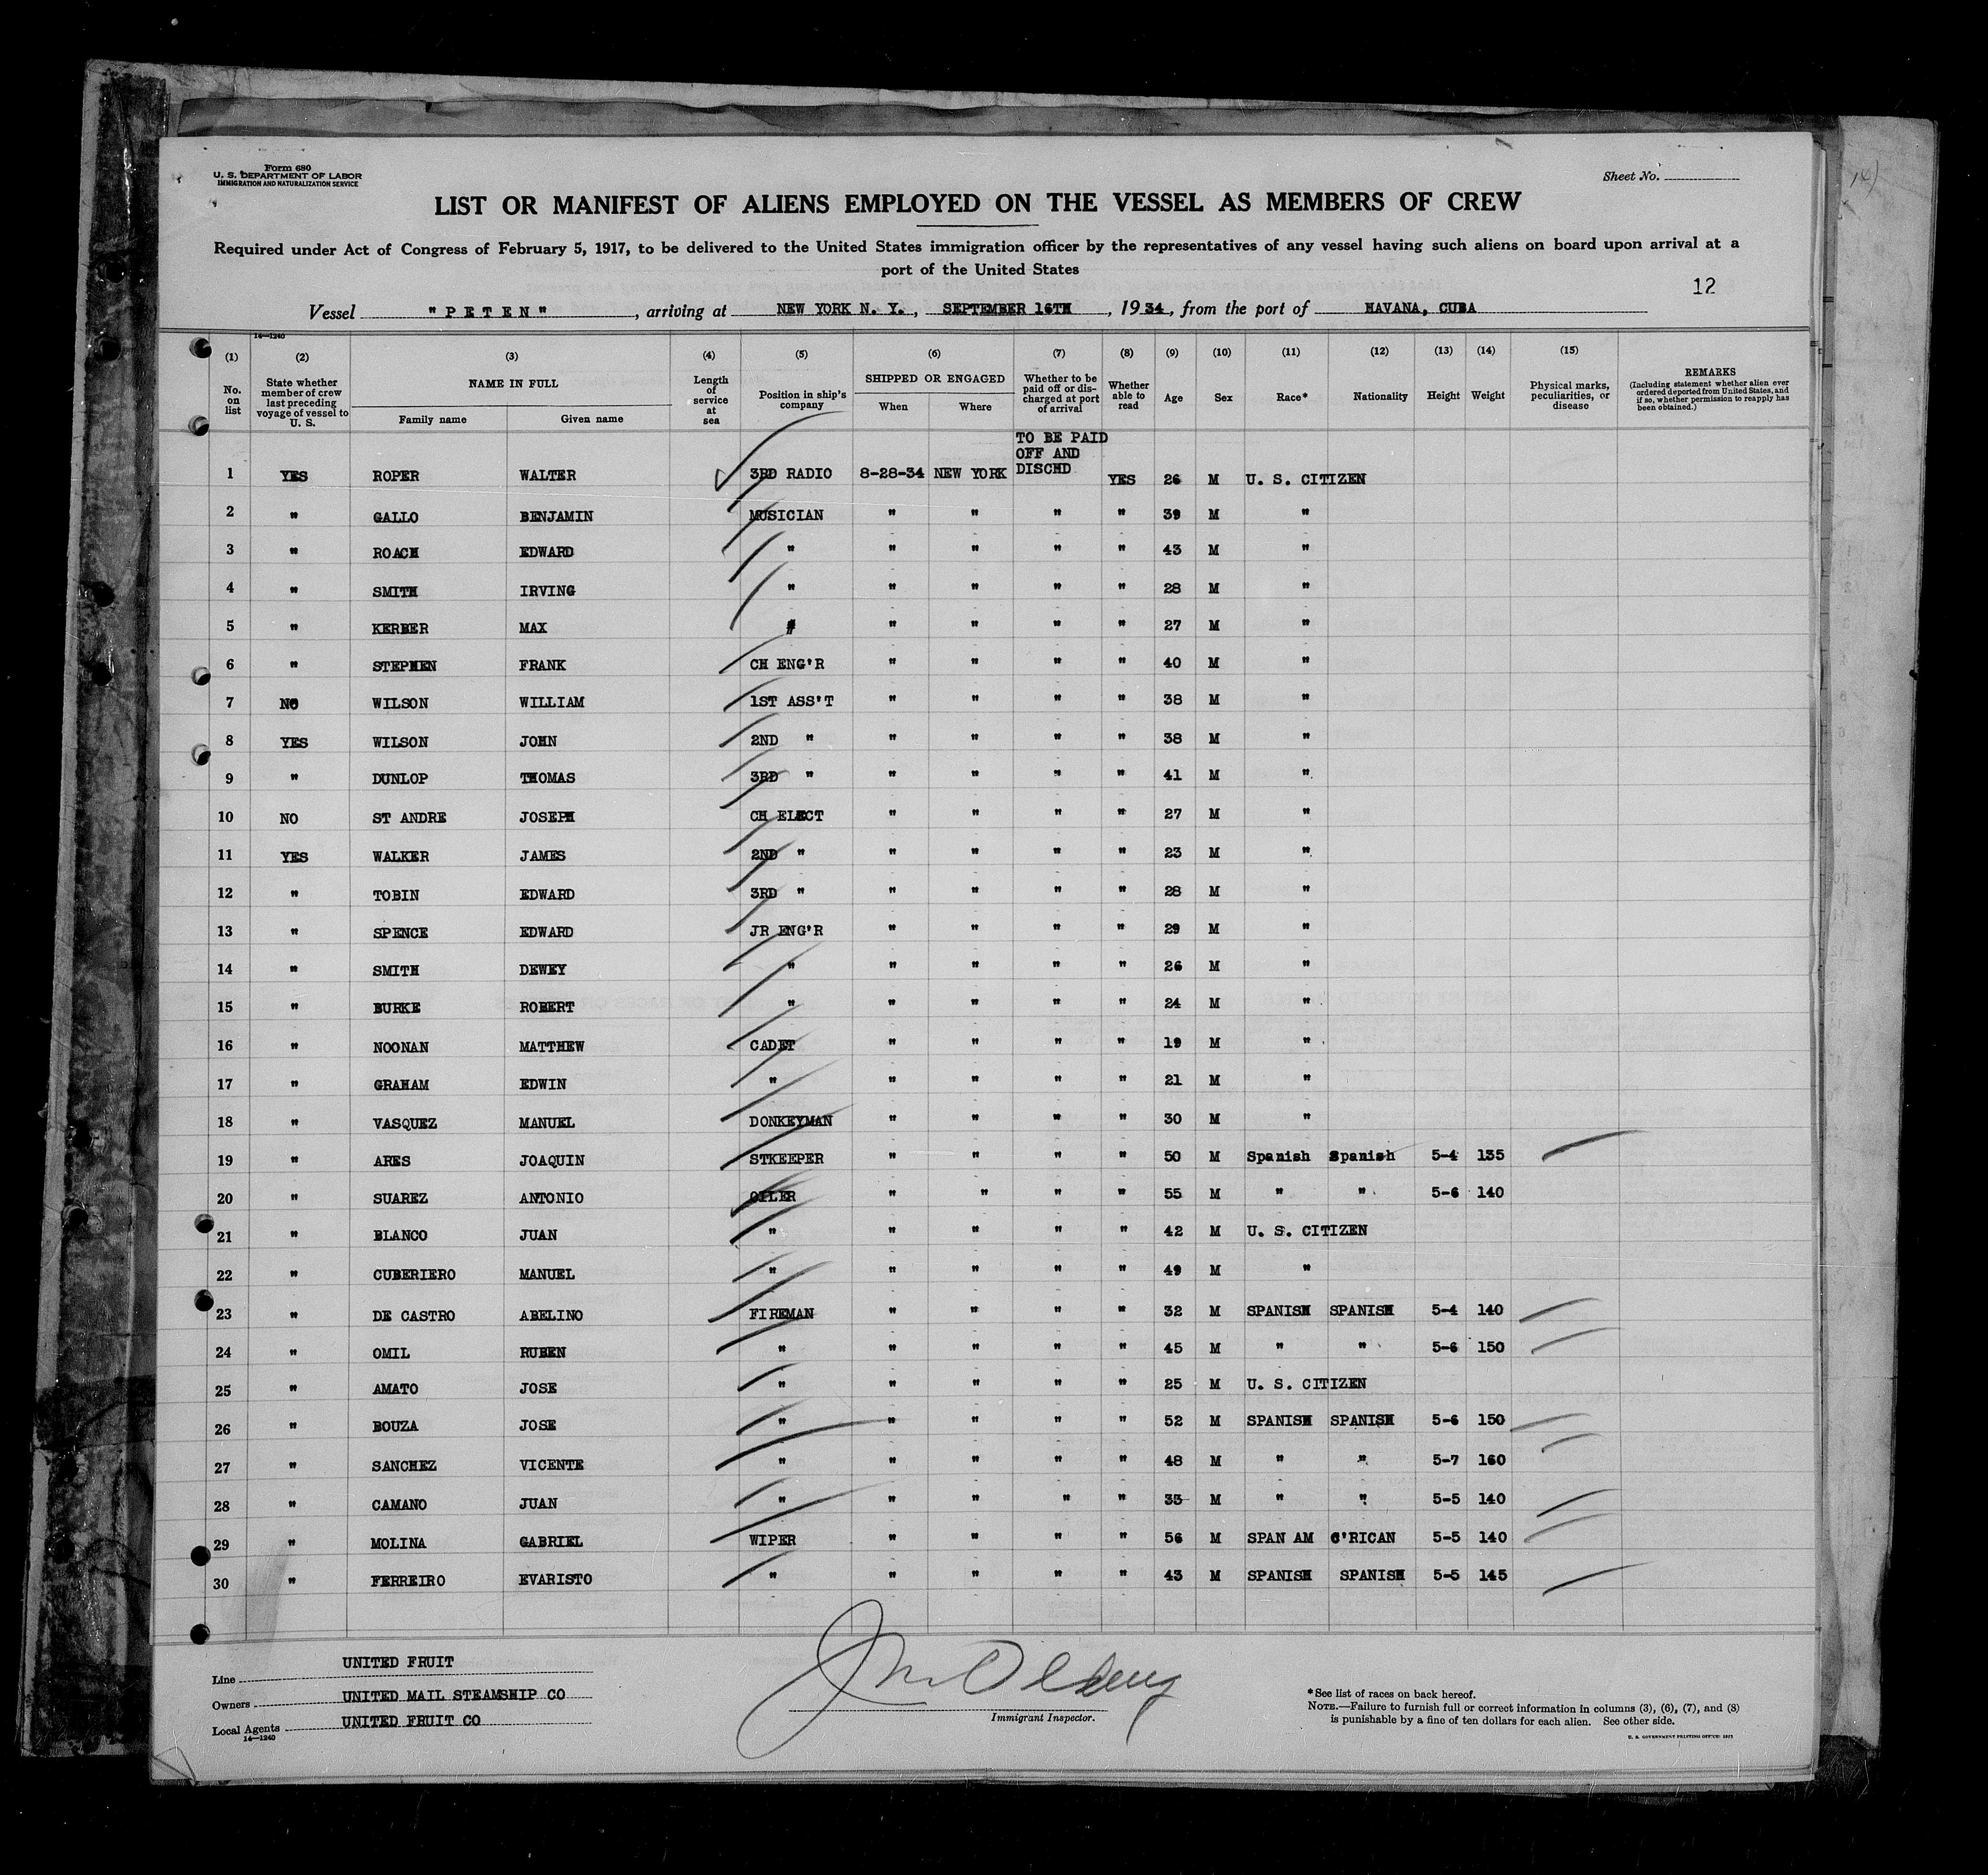 Form 680
U. S. DEPARTMENT OF LABOR
IMMIGRATION AND NATURALIZATION SERVICE
Sheet No.
LIST OR MANIFEST OF ALIENS EMPLOYED ON THE VESSEL AS MEMBERS OF CREW
Required under Act of Congress of February 5, 1917, to be delivered to the United States immigration officer by the representatives of any vessel having such aliens on board upon arrival at a
port of the United States
12
Vessel "PETEN", arriving at NEW YORK N. Y., SEPTEMBER 16TH, 1934, from the port of HAVANA, CUBA
14—1240
(1) (2) (3) (4) (5) (6) (7) (8) (9) (10) (11) (12) (13) (14) (15)
No. on list State whether member of crew last preceding voyage of vessel to U. S. NAME IN FULL Family name Given name Length of service at sea Position in ship's company SHIPPED OR ENGAGED When Where Whether to be paid off or discharged at port of arrival Whether able to read Age Sex Race* Nationality Height Weight Physical marks, peculiarities, or disease REMARKS (Including statement whether alien ever ordered deported from United States, and if so, whether permission to reapply has been obtained.)
TO BE PAID
OFF AND
1 YES ROPER WALTER 3RD RADIO 8-28-34 NEW YORK DISCHD YES 26 M U. S. CITIZEN
2 " GALLO BENJAMIN MUSICIAN " " " " 39 M "
3 " ROACH EDWARD " " " " " 43 M "
4 " SMITH IRVING " " " " " 28 M "
5 " KERBER MAX " " " " " 27 M "
6 " STEPHEN FRANK CH ENG'R " " " " 40 M "
7 NO WILSON WILLIAM 1ST ASS'T " " " " 38 M "
8 YES WILSON JOHN 2ND " " " " " 38 M "
9 " DUNLOP THOMAS 3RD " " " " " 41 M "
10 NO ST ANDRE JOSEPH CH ELECT " " " " 27 M "
11 YES WALKER JAMES 2ND " " " " " 23 M "
12 " TOBIN EDWARD 3RD " " " " " 28 M "
13 " SPENCE EDWARD JR ENG'R " " " " 29 M "
14 " SMITH DEWEY " " " " " 26 M "
15 " BURKE ROBERT " " " " " 24 M "
16 " NOONAN MATTHEW CADET " " " " 19 M "
17 " GRAHAM EDWIN " " " " " 21 M "
18 " VASQUEZ MANUEL DONKEYMAN " " " " 30 M "
19 " ARES JOAQUIN STKEEPER " " " " 50 M Spanish Spanish 5-4 135
20 " SUAREZ ANTONIO OILER " " " " 55 M " " 5-6 140
21 " BLANCO JUAN " " " " " 42 M U. S. CITIZEN
22 " CUBERIERO MANUEL " " " " " 49 M "
23 " DE CASTRO ABELINO FIREMAN " " " " 32 M SPANISH SPANISH 5-4 140
24 " OMIL RUBEN " " " " " 45 M " " 5-6 150
25 " AMATO JOSE " " " " " 25 M U. S. CITIZEN
26 " BOUZA JOSE " " " " " 52 M SPANISH SPANISH 5-6 150
27 " SANCHEZ VICENTE " " " " " 48 M " " 5-7 160
28 " CAMANO JUAN " " " " " 33 M " " 5-5 140
29 " MOLINA GABRIEL WIPER " " " " 56 M SPAN AM C'RICAN 5-5 140
30 " FERREIRO EVARISTO " " " " " 43 M SPANISH SPANISH 5-5 145
Line UNITED FRUIT
Owners UNITED MAIL STEAMSHIP CO
Local Agents UNITED FRUIT CO
14—1240
Immigrant Inspector.
*See list of races on back hereof.
NOTE.—Failure to furnish full or correct information in columns (3), (6), (7), and (8)
is punishable by a fine of ten dollars for each alien. See other side.